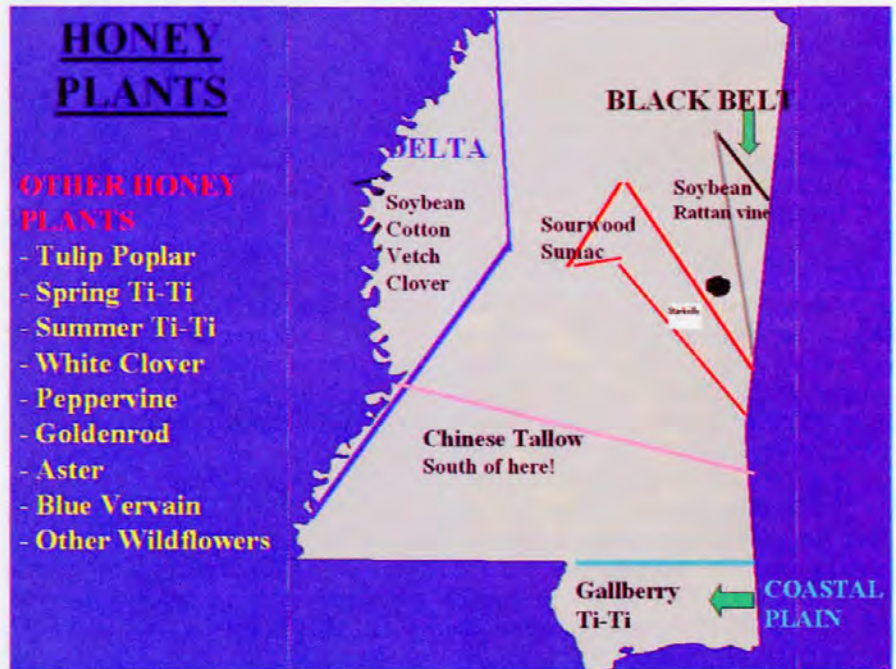 HONEY
PLANTS
OTHER HONEY
PLANTS
- Tulip Poplar
- Spring Ti-Ti
- Summer Ti-Ti
- White Clover
- Peppervine
- Goldenrod
- Aster
- Blue Vervain
- Other Wildflowers
DELTA
Soybean
Cotton
Vetch
Clover
BLACK BELT
Soybean
Rattan vine
Sourwood
Sumac
Starkville
Chinese Tallow
South of here!
Gallberry
Ti-Ti
COASTAL
PLAIN